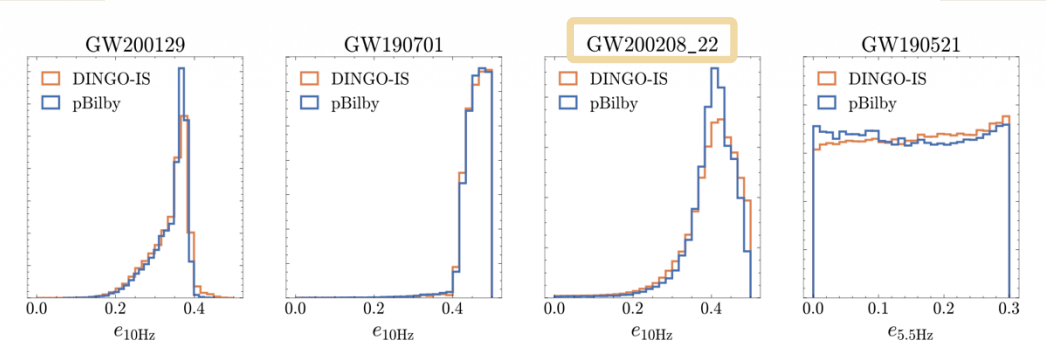 GW200129
DINGO-IS
pBilby
0.0 0.2 0.4
e10Hz
GW190701
DINGO-IS
pBilby
0.0 0.2 0.4
e10Hz
GW200208_22
DINGO-IS
pBilby
0.0 0.2 0.4
e10Hz
GW190521
DINGO-IS
pBilby
0.0 0.1 0.2 0.3
e5.5Hz